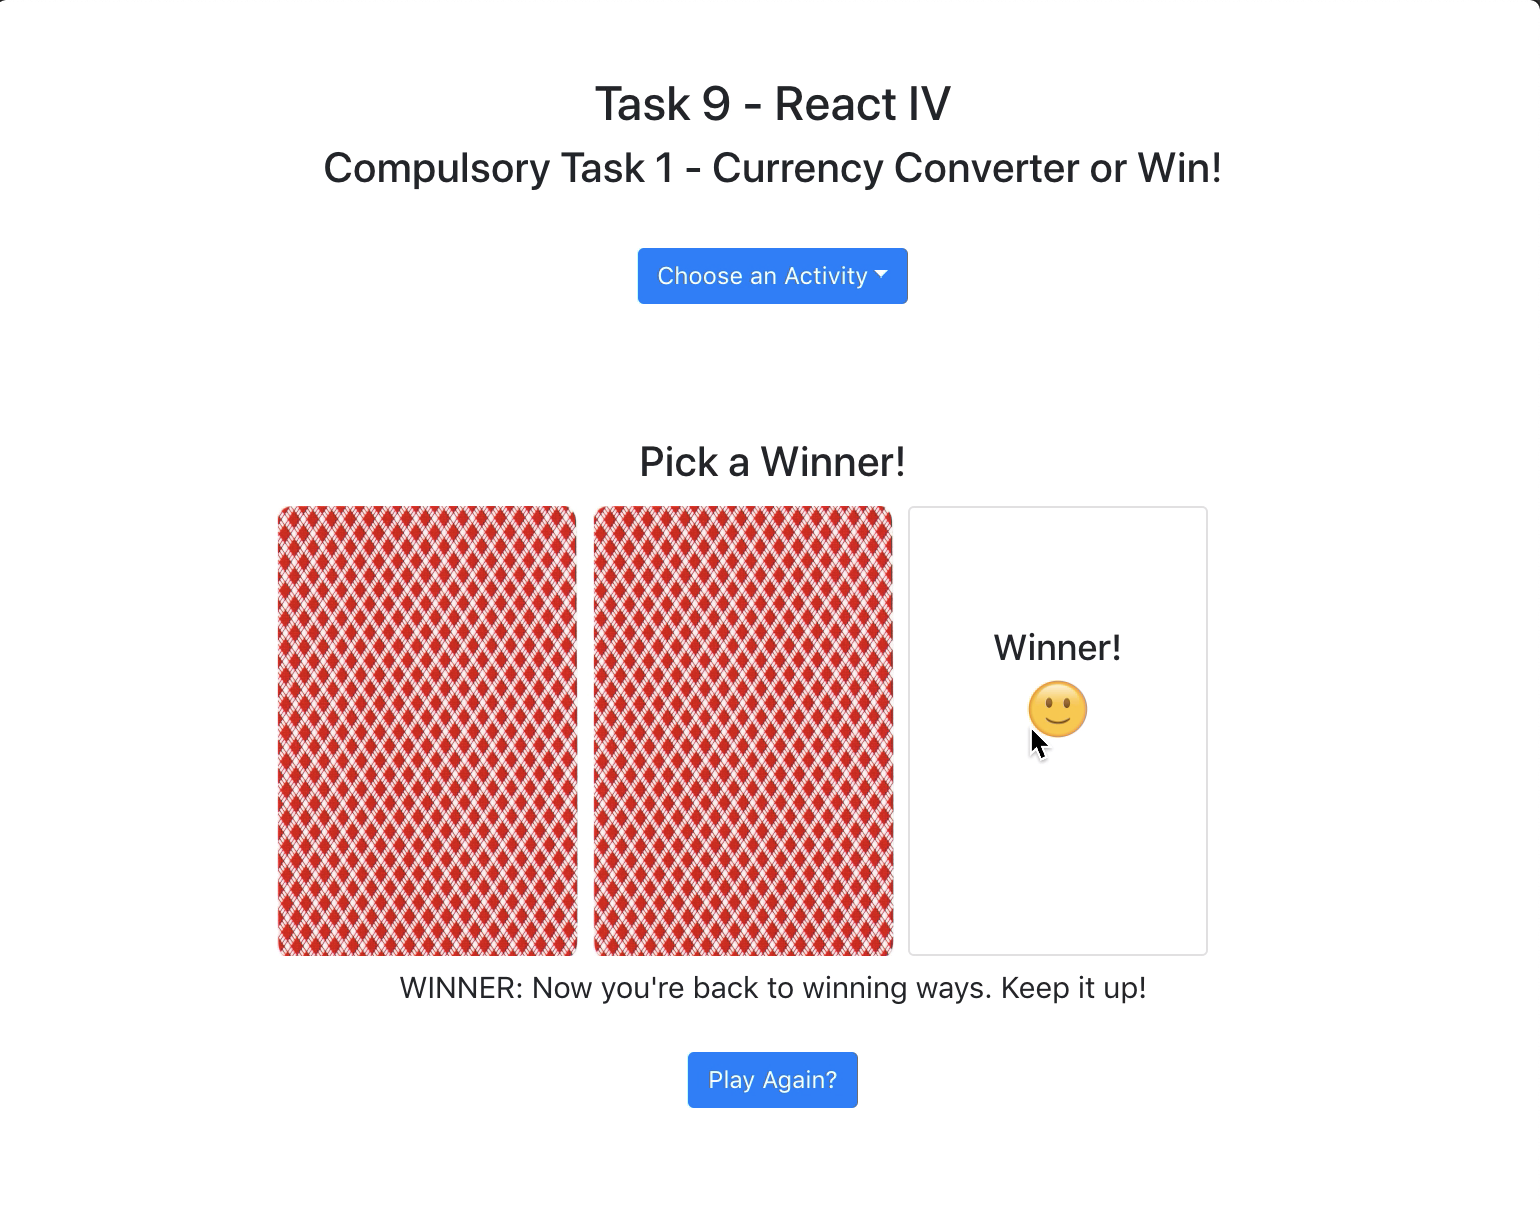 Task 9 - React IV
Compulsory Task 1 - Currency Converter or Win!
Choose an Activity
Pick a Winner!
Winner!
WINNER: Now you're back to winning ways. Keep it up!
Play Again?